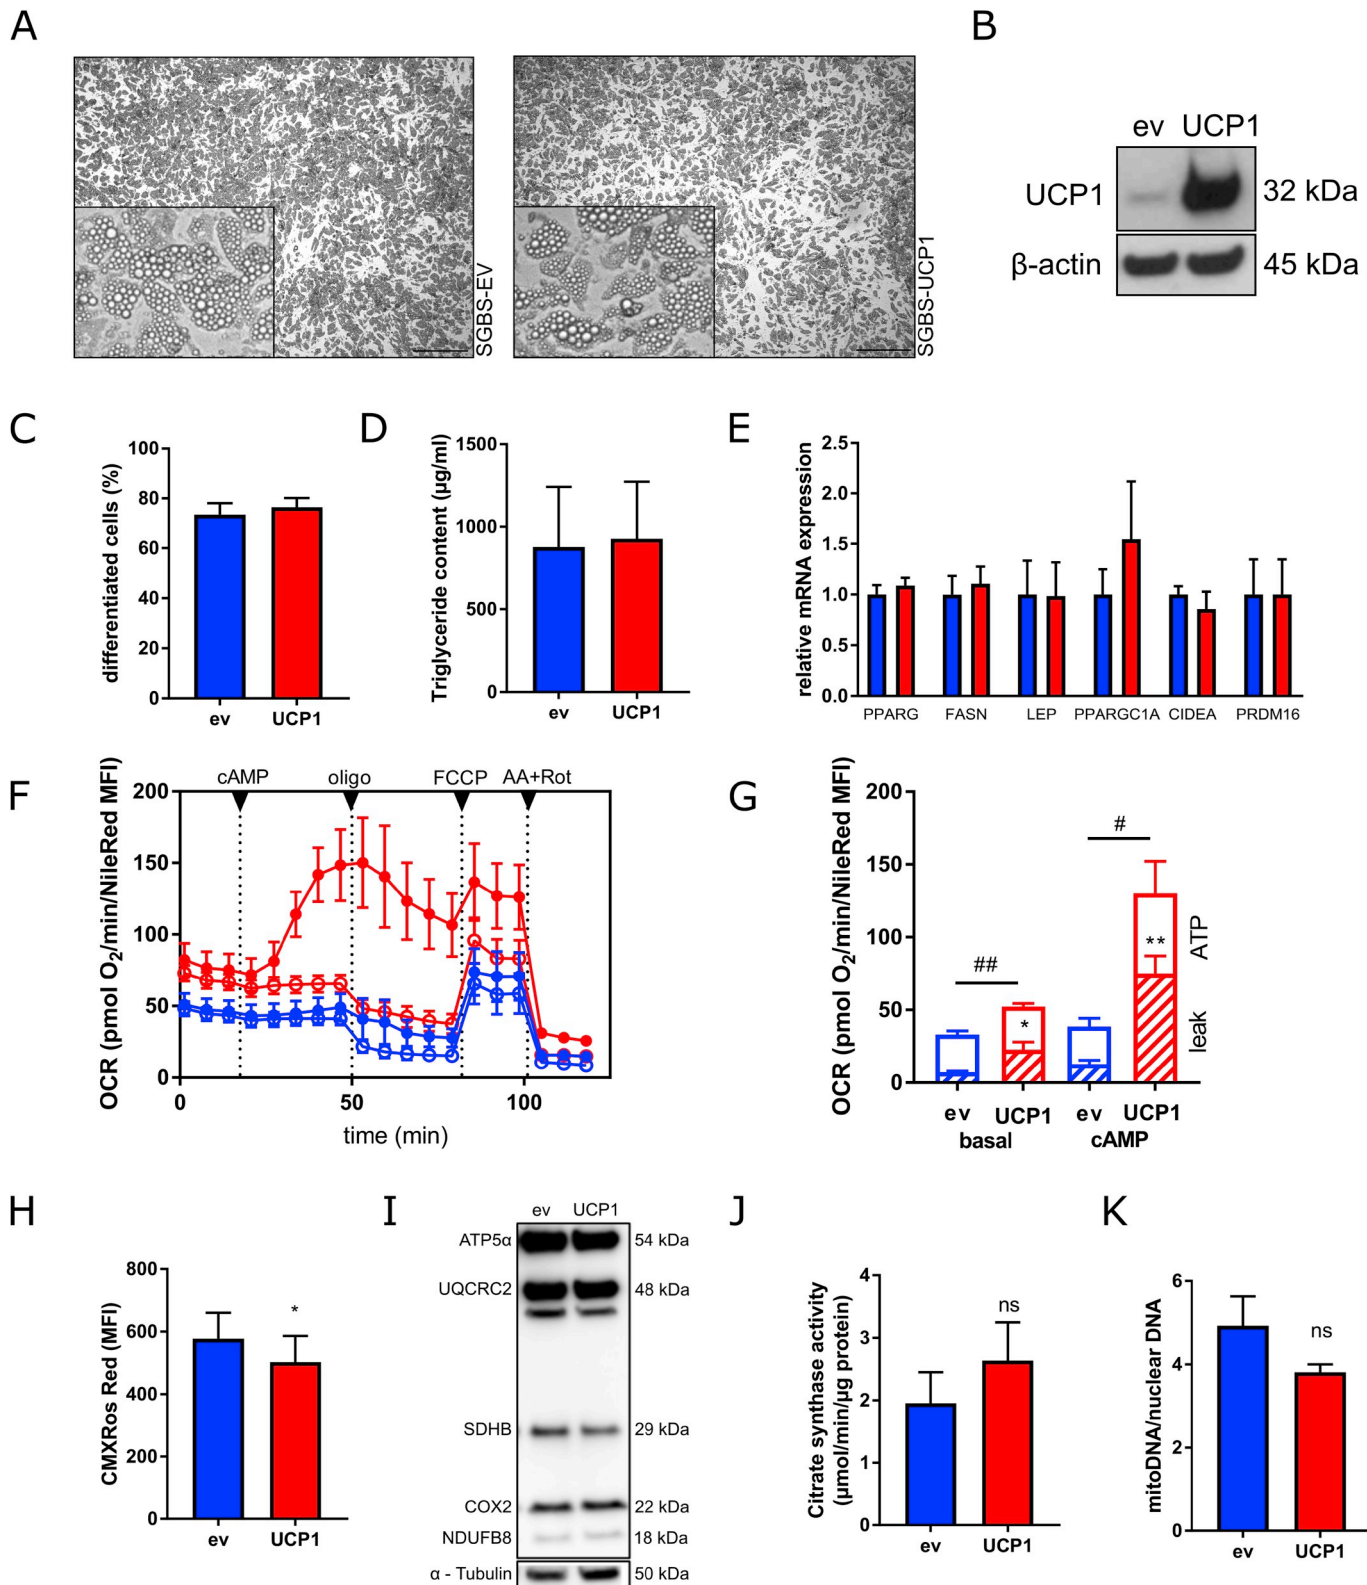 A
SGBS-EV
SGBS-UCP1
B
ev UCP1
UCP1 32 kDa
β-actin 45 kDa
C
differentiated cells (%)
100
80
60
40
20
0
ev UCP1
D
Triglyceride content (µg/ml)
1500
1000
500
0
ev UCP1
E
relative mRNA expression
2.5
2.0
1.5
1.0
0.5
0.0
PPARG FASN LEP PPARGC1A CIDEA PRDM16
F
cAMP oligo FCCP AA+Rot
OCR (pmol O2/min/NileRed MFI)
200
150
100
50
0
0 50 100
time (min)
G
OCR (pmol O2/min/NileRed MFI)
200
150
100
50
0
##
*
#
**
ATP
leak
ev UCP1 ev UCP1
basal cAMP
H
CMXRos Red (MFI)
800
600
400
200
0
*
ev UCP1
I
ev UCP1
ATP5α 54 kDa
UQCRC2 48 kDa
SDHB 29 kDa
COX2 22 kDa
NDUFB8 18 kDa
α - Tubulin 50 kDa
J
Citrate synthase activity
(µmol/min/µg protein)
4
3
2
1
0
ns
ev UCP1
K
mitoDNA/nuclear DNA
6
4
2
0
ns
ev UCP1